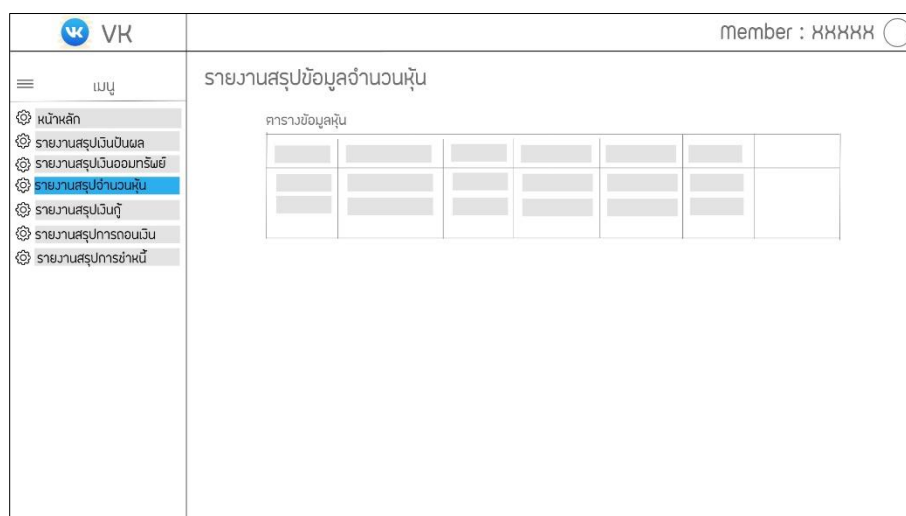 VK
Member : XXXXX
เมนู
รายงานสรุปข้อมูลจำนวนหุ้น
หน้าหลัก
รายงานสรุปเงินปันผล
รายงานสรุปเงินออมทรัพย์
รายงานสรุปจำนวนหุ้น
รายงานสรุปเงินกู้
รายงานสรุปการถอนเงิน
รายงานสรุปการชำหนี้
ตารางข้อมูลหุ้น